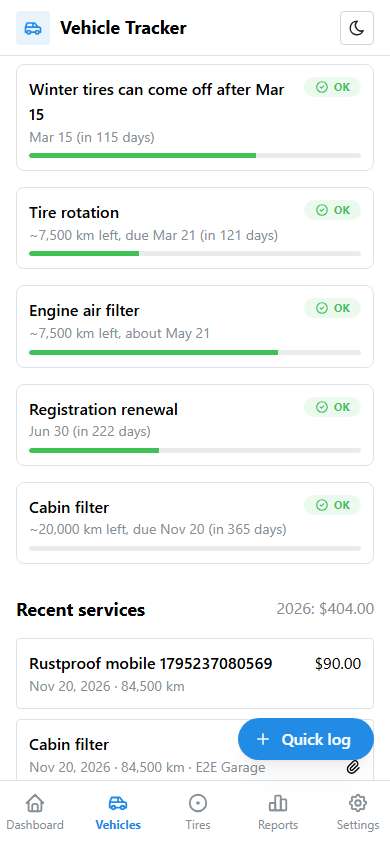 Vehicle Tracker
Winter tires can come off after Mar
15
OK
Mar 15 (in 115 days)
Tire rotation
OK
~7,500 km left, due Mar 21 (in 121 days)
Engine air filter
OK
~7,500 km left, about May 21
Registration renewal
OK
Jun 30 (in 222 days)
Cabin filter
OK
~20,000 km left, due Nov 20 (in 365 days)
Recent services
2026: $404.00
Rustproof mobile 1795237080569
$90.00
Nov 20, 2026 · 84,500 km
Cabin filter
Quick log
Nov 20, 2026 · 84,500 km · E2E Garage
Dashboard
Vehicles
Tires
Reports
Settings